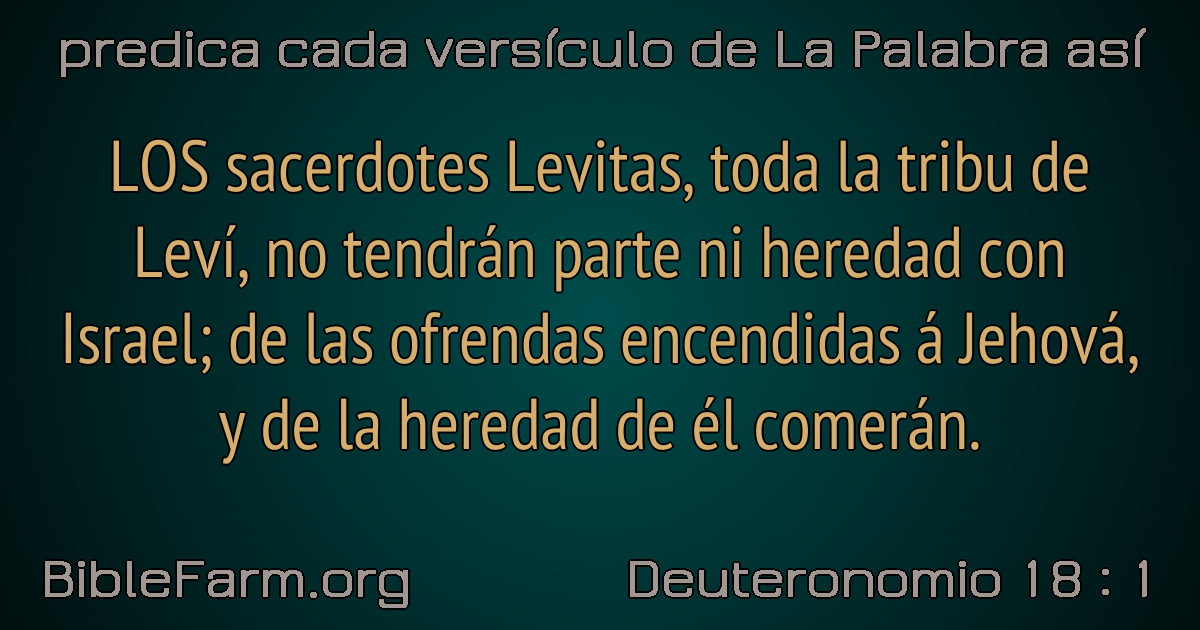 predica cada versículo de La Palabra así
LOS sacerdotes Levitas, toda la tribu de
Leví, no tendrán parte ni heredad con
Israel; de las ofrendas encendidas á Jehová,
y de la heredad de él comerán.
BibleFarm.org
Deuteronomio 18 : 1